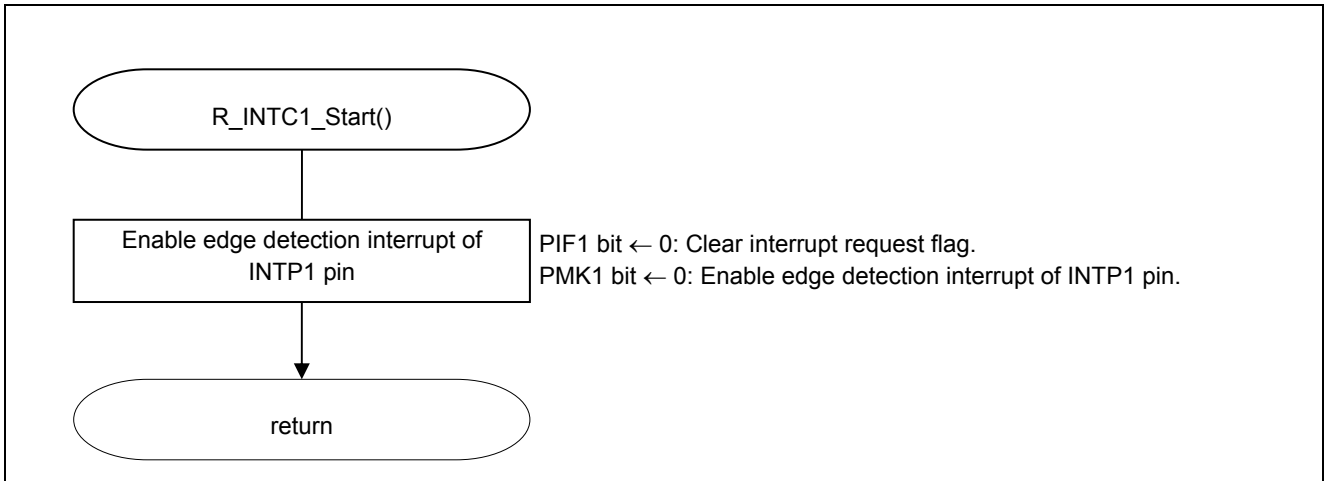 R_INTC1_Start()
Enable edge detection interrupt of
INTP1 pin
PIF1 bit ← 0: Clear interrupt request flag.
PMK1 bit ← 0: Enable edge detection interrupt of INTP1 pin.
return